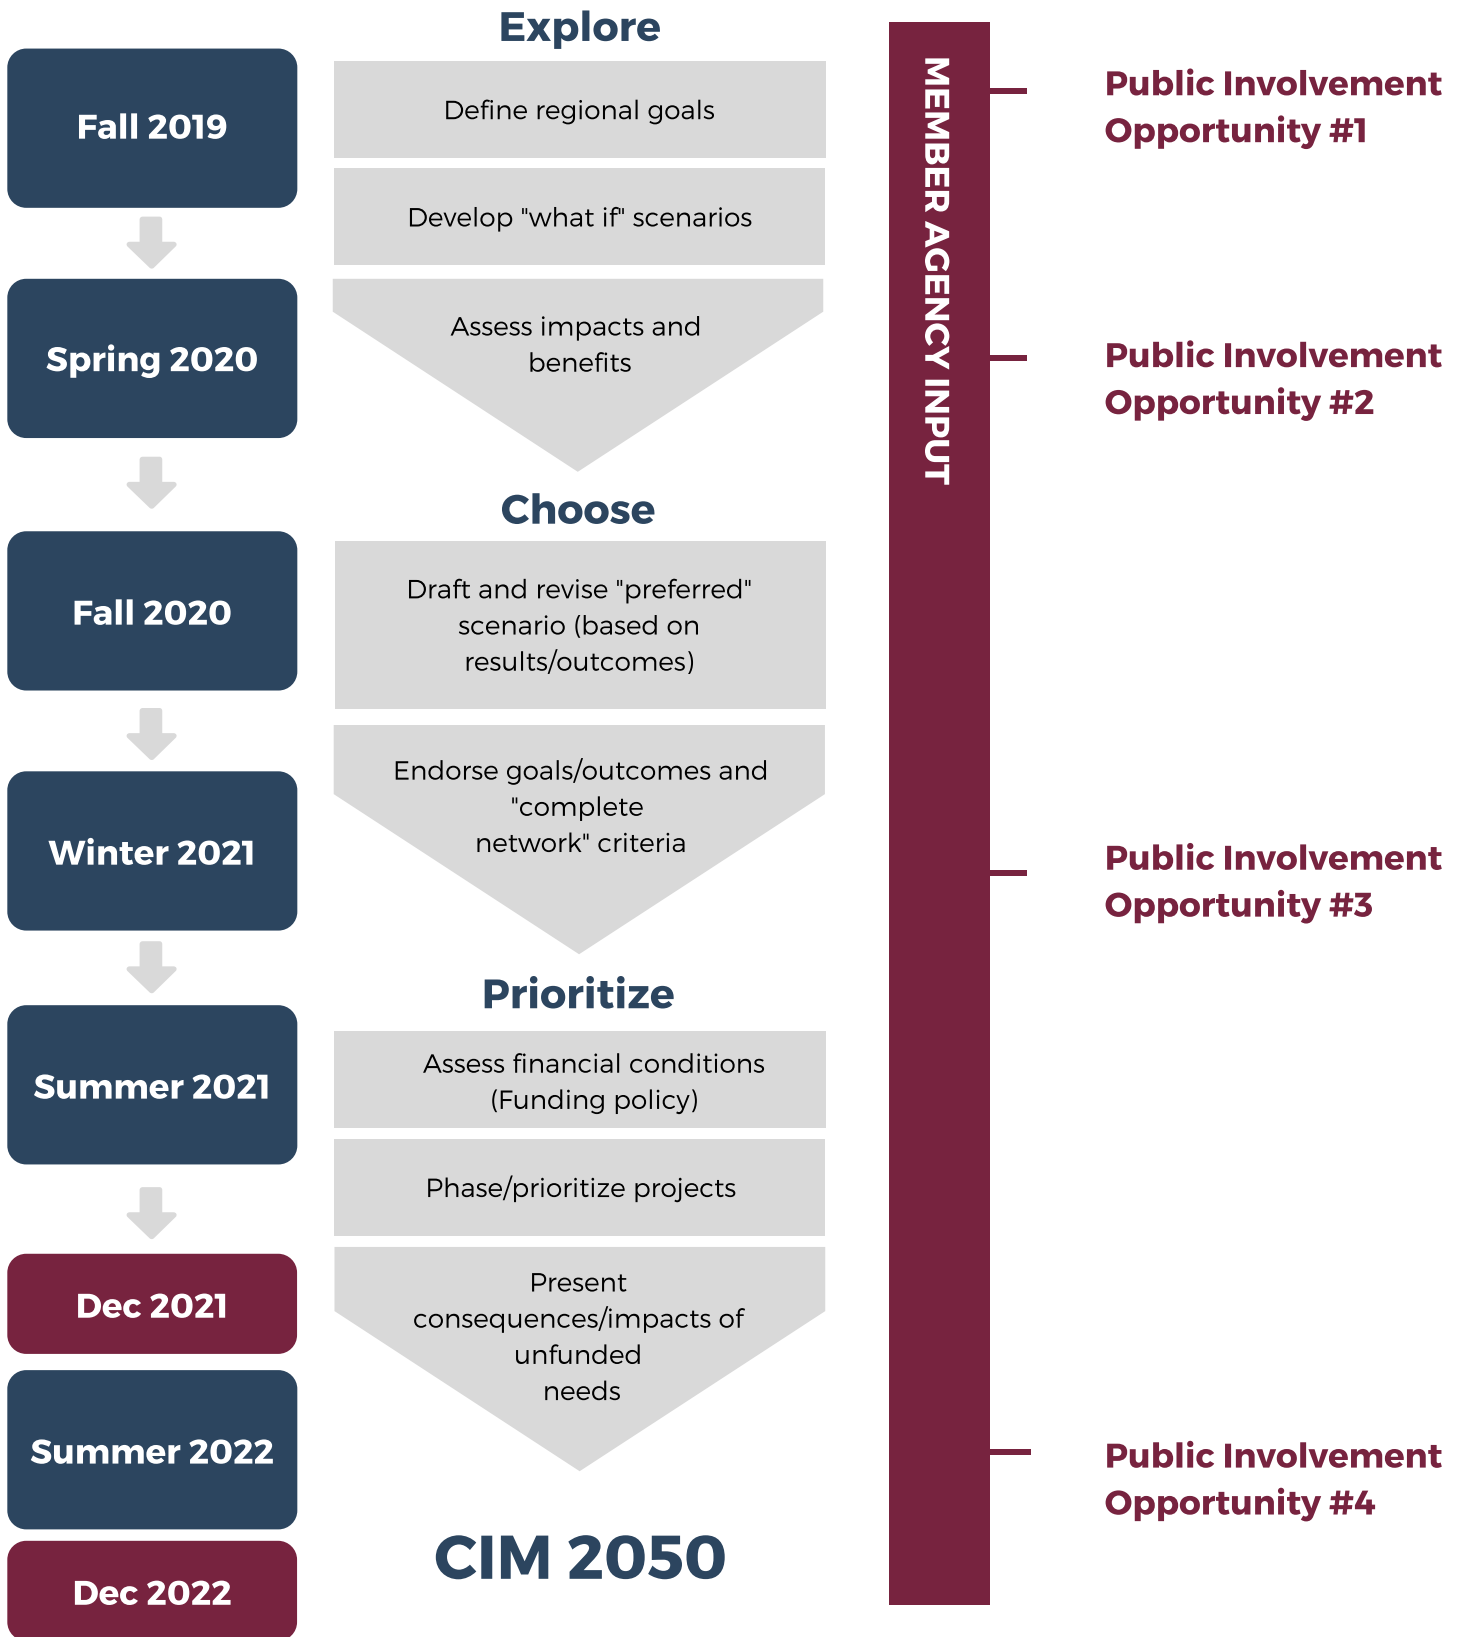 Explore
Fall 2019
Define regional goals
Develop "what if" scenarios
Spring 2020
Assess impacts and
benefits
Choose
Fall 2020
Draft and revise "preferred"
scenario (based on
results/outcomes)
Winter 2021
Endorse goals/outcomes and
"complete
network" criteria
Prioritize
Summer 2021
Assess financial conditions
(Funding policy)
Phase/prioritize projects
Dec 2021
Present
consequences/impacts of
unfunded
needs
Summer 2022
CIM 2050
Dec 2022
MEMBER AGENCY INPUT
Public Involvement
Opportunity #1
Public Involvement
Opportunity #2
Public Involvement
Opportunity #3
Public Involvement
Opportunity #4